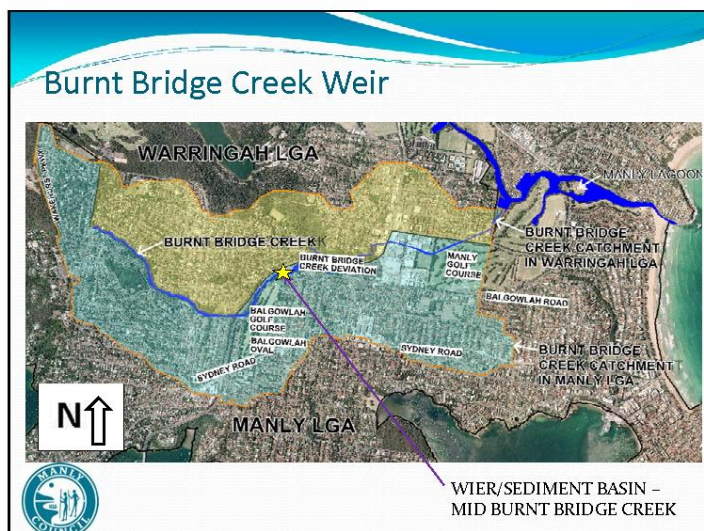 Burnt Bridge Creek Weir
WARRINGAH LGA
MANLY LAGOON
BURNT BRIDGE CREEK
BURNT BRIDGE
CREEK DEVIATION
MANLY
GOLF
COURSE
BURNT BRIDGE
CREEK CATCHMENT
IN WARRINGAH LGA
BALGOWLAH ROAD
BALGOWLAH
GOLF
COURSE
BALGOWLAH
OVAL
SYDNEY ROAD
SYDNEY ROAD
BURNT BRIDGE
CREEK CATCHMENT
IN MANLY LGA
N
MANLY LGA
WIER/SEDIMENT BASIN –
MID BURNT BRIDGE CREEK
MANLY
COUNCIL